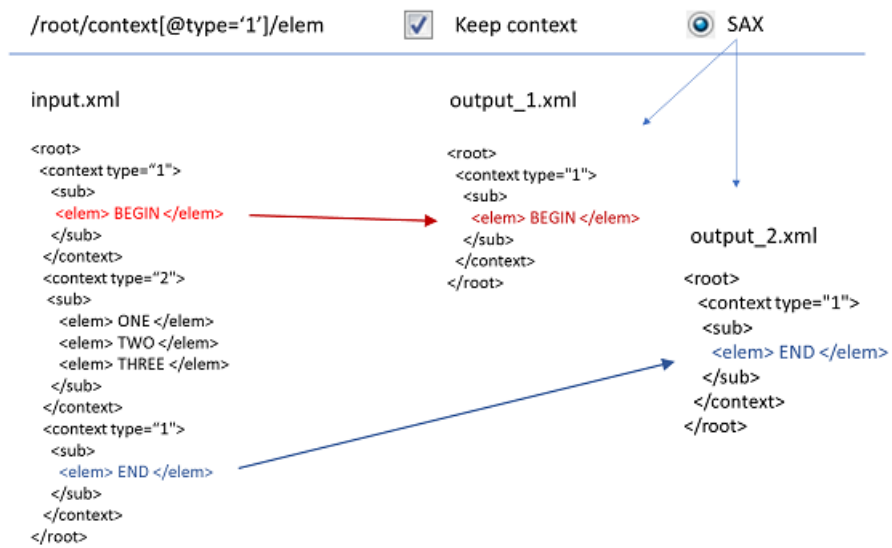 /root/context[@type=‘1’]/elem
Keep context
SAX
input.xml
<root>
<context type=“1">
<sub>
<elem> BEGIN </elem>
</sub>
</context>
<context type=“2">
<sub>
<elem> ONE </elem>
<elem> TWO </elem>
<elem> THREE </elem>
</sub>
</context>
<context type=“1">
<sub>
<elem> END </elem>
</sub>
</context>
</root>
output_1.xml
<root>
<context type="1">
<sub>
<elem> BEGIN </elem>
</sub>
</context>
</root>
output_2.xml
<root>
<context type="1">
<sub>
<elem> END </elem>
</sub>
</context>
</root>